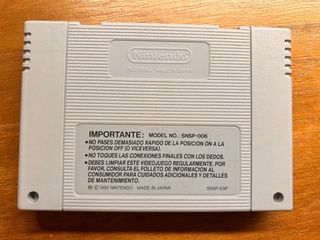 Nintendo
IMPORTANTE: MODEL NO.: SNSP-006
•NO PASES DEMASIADO RAPIDO DE LA POSICION ON A LA
POSICION OFF (O VICEVERSA).
•NO TOQUES LAS CONEXIONES FINALES CON LOS DEDOS.
•DEBES LIMPIAR ESTE VIDEOJUEGO REGULARMENTE, POR
FAVOR, CONSULTA EL FOLLETO DE INFORMACION AL
CONSUMIDOR PARA CUIDADOS ADICIONALES Y DETALLES
DE MANTENIMIENTO.
© 1992 NINTENDO MADE IN JAPAN SNSP-ESP